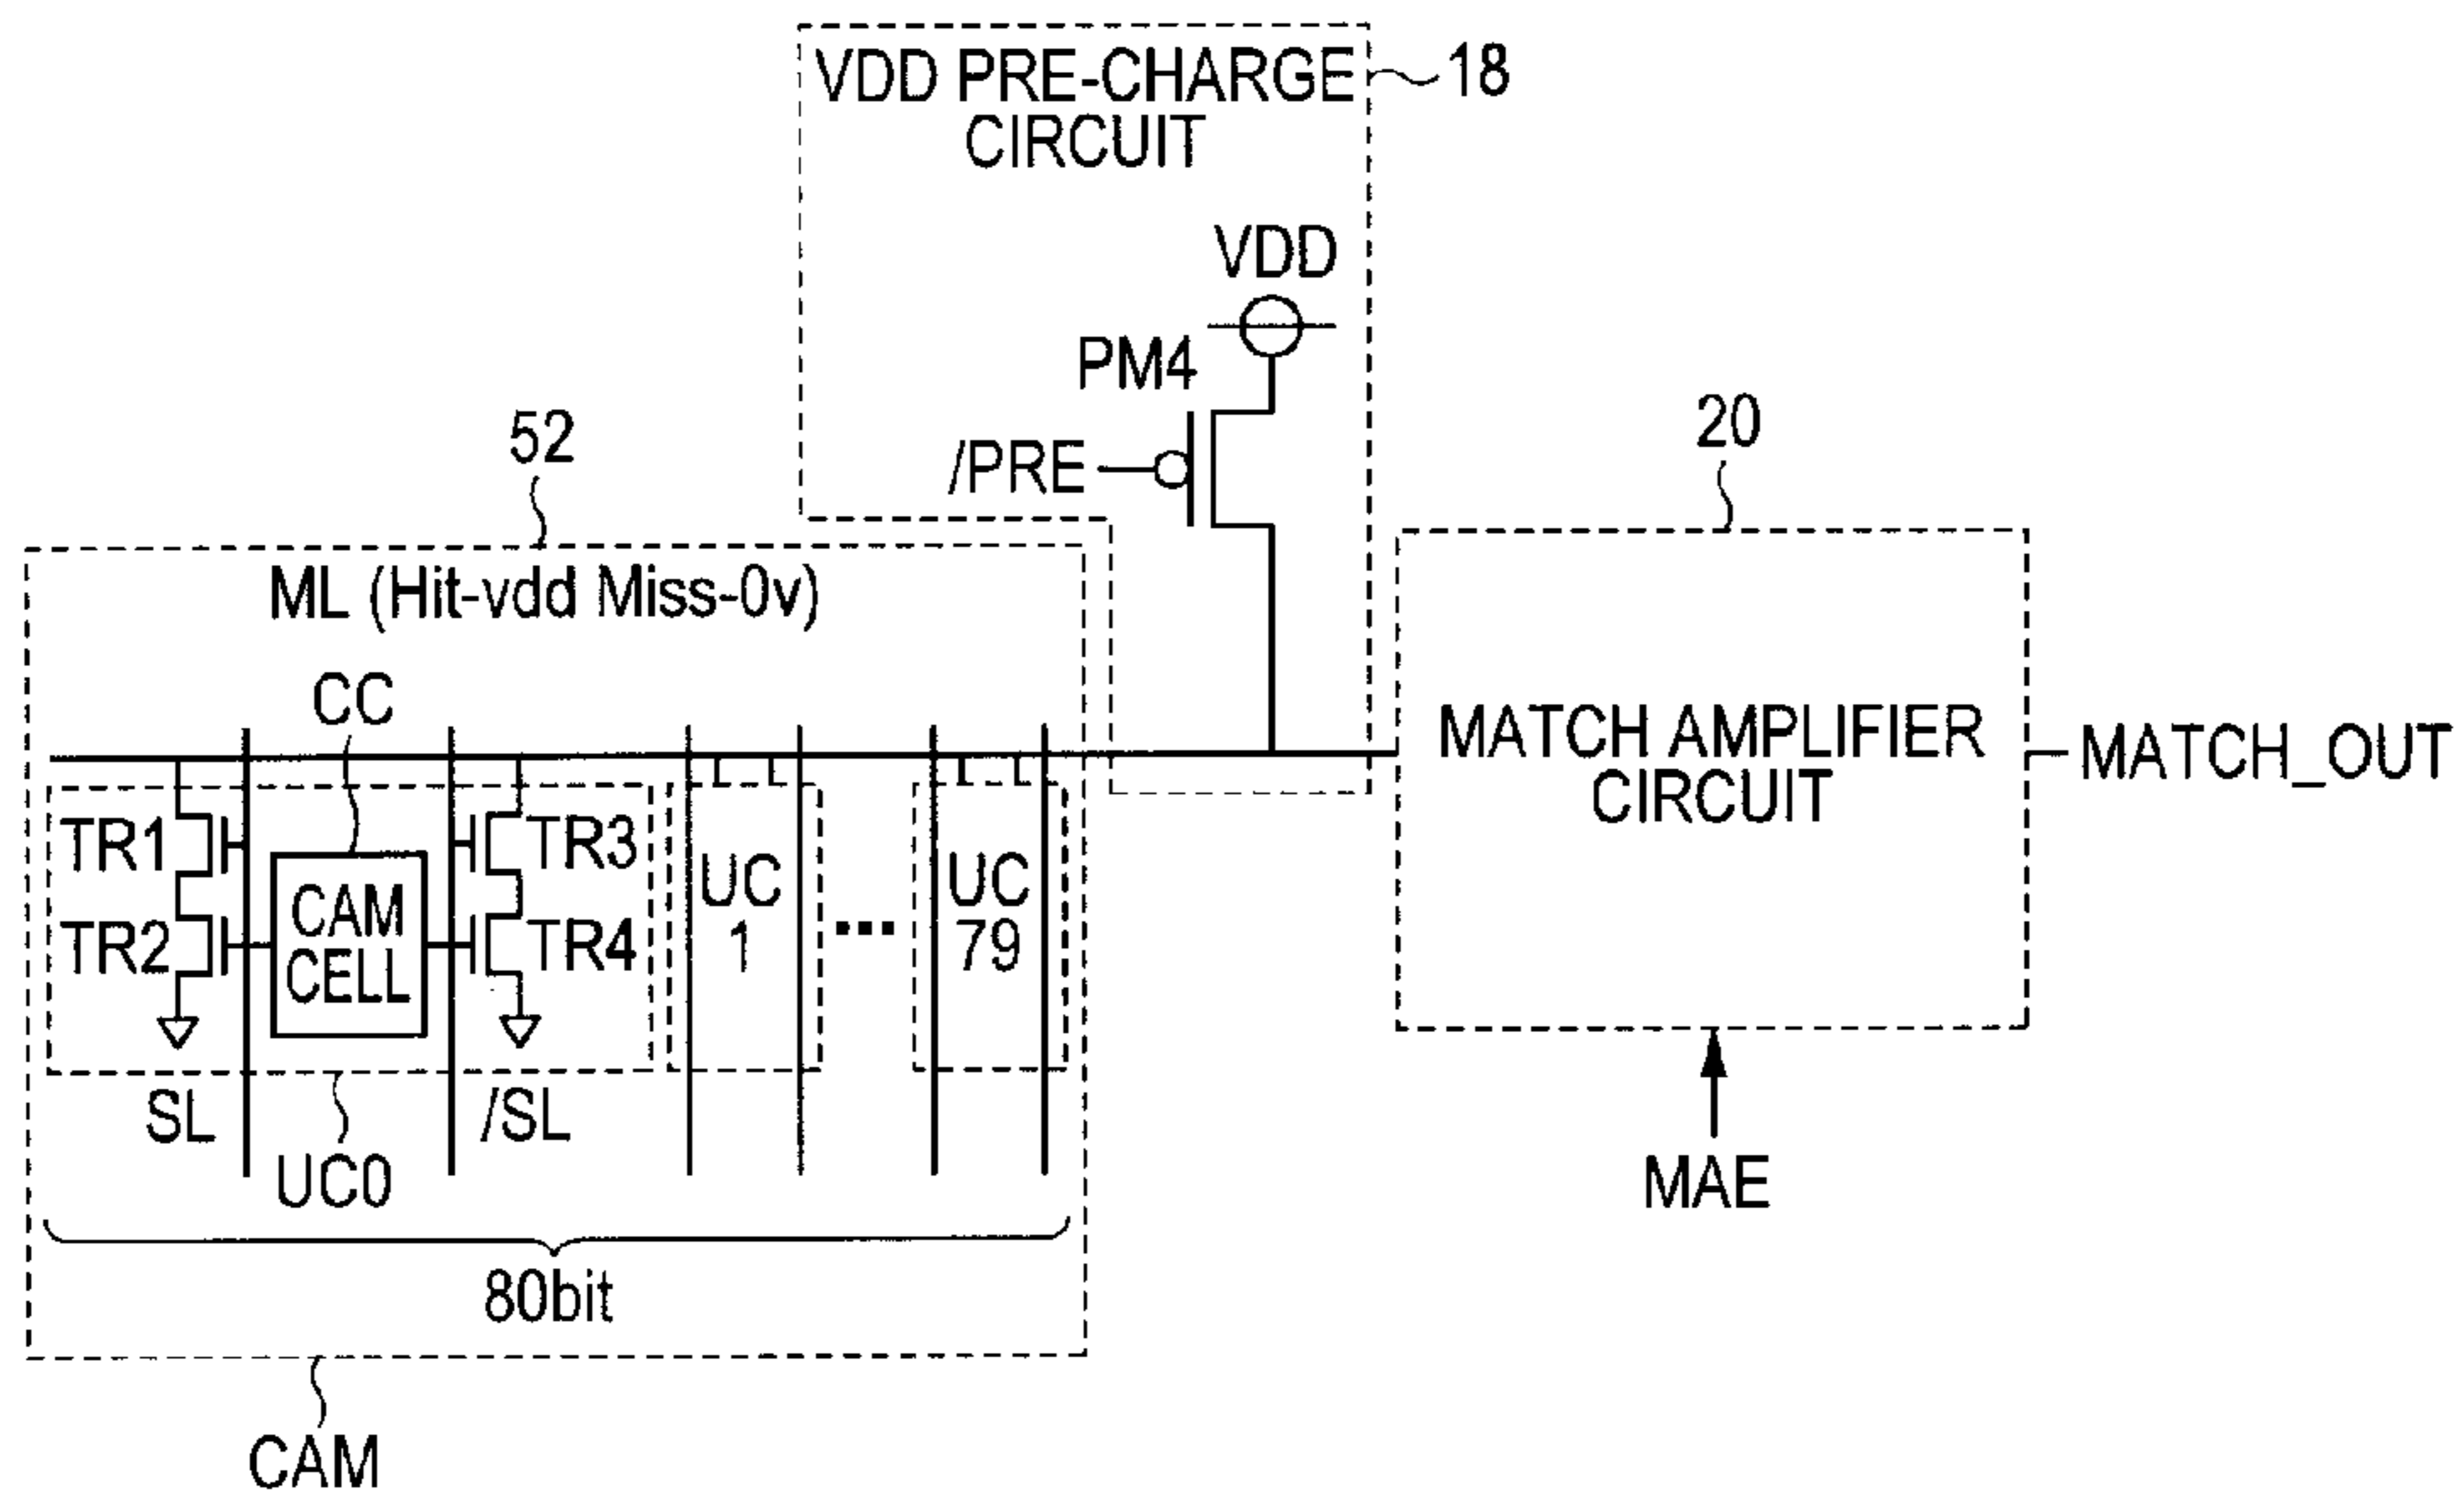 VDD PRE-CHARGE
CIRCUIT
18
VDD
PM4
/PRE
52
20
ML (Hit-vdd Miss-0v)
CC
MATCH AMPLIFIER
CIRCUIT
MATCH_OUT
TR1
TR3
TR2
CAM
CELL
TR4
UC
1
UC
79
SL
/SL
UC0
MAE
80bit
CAM